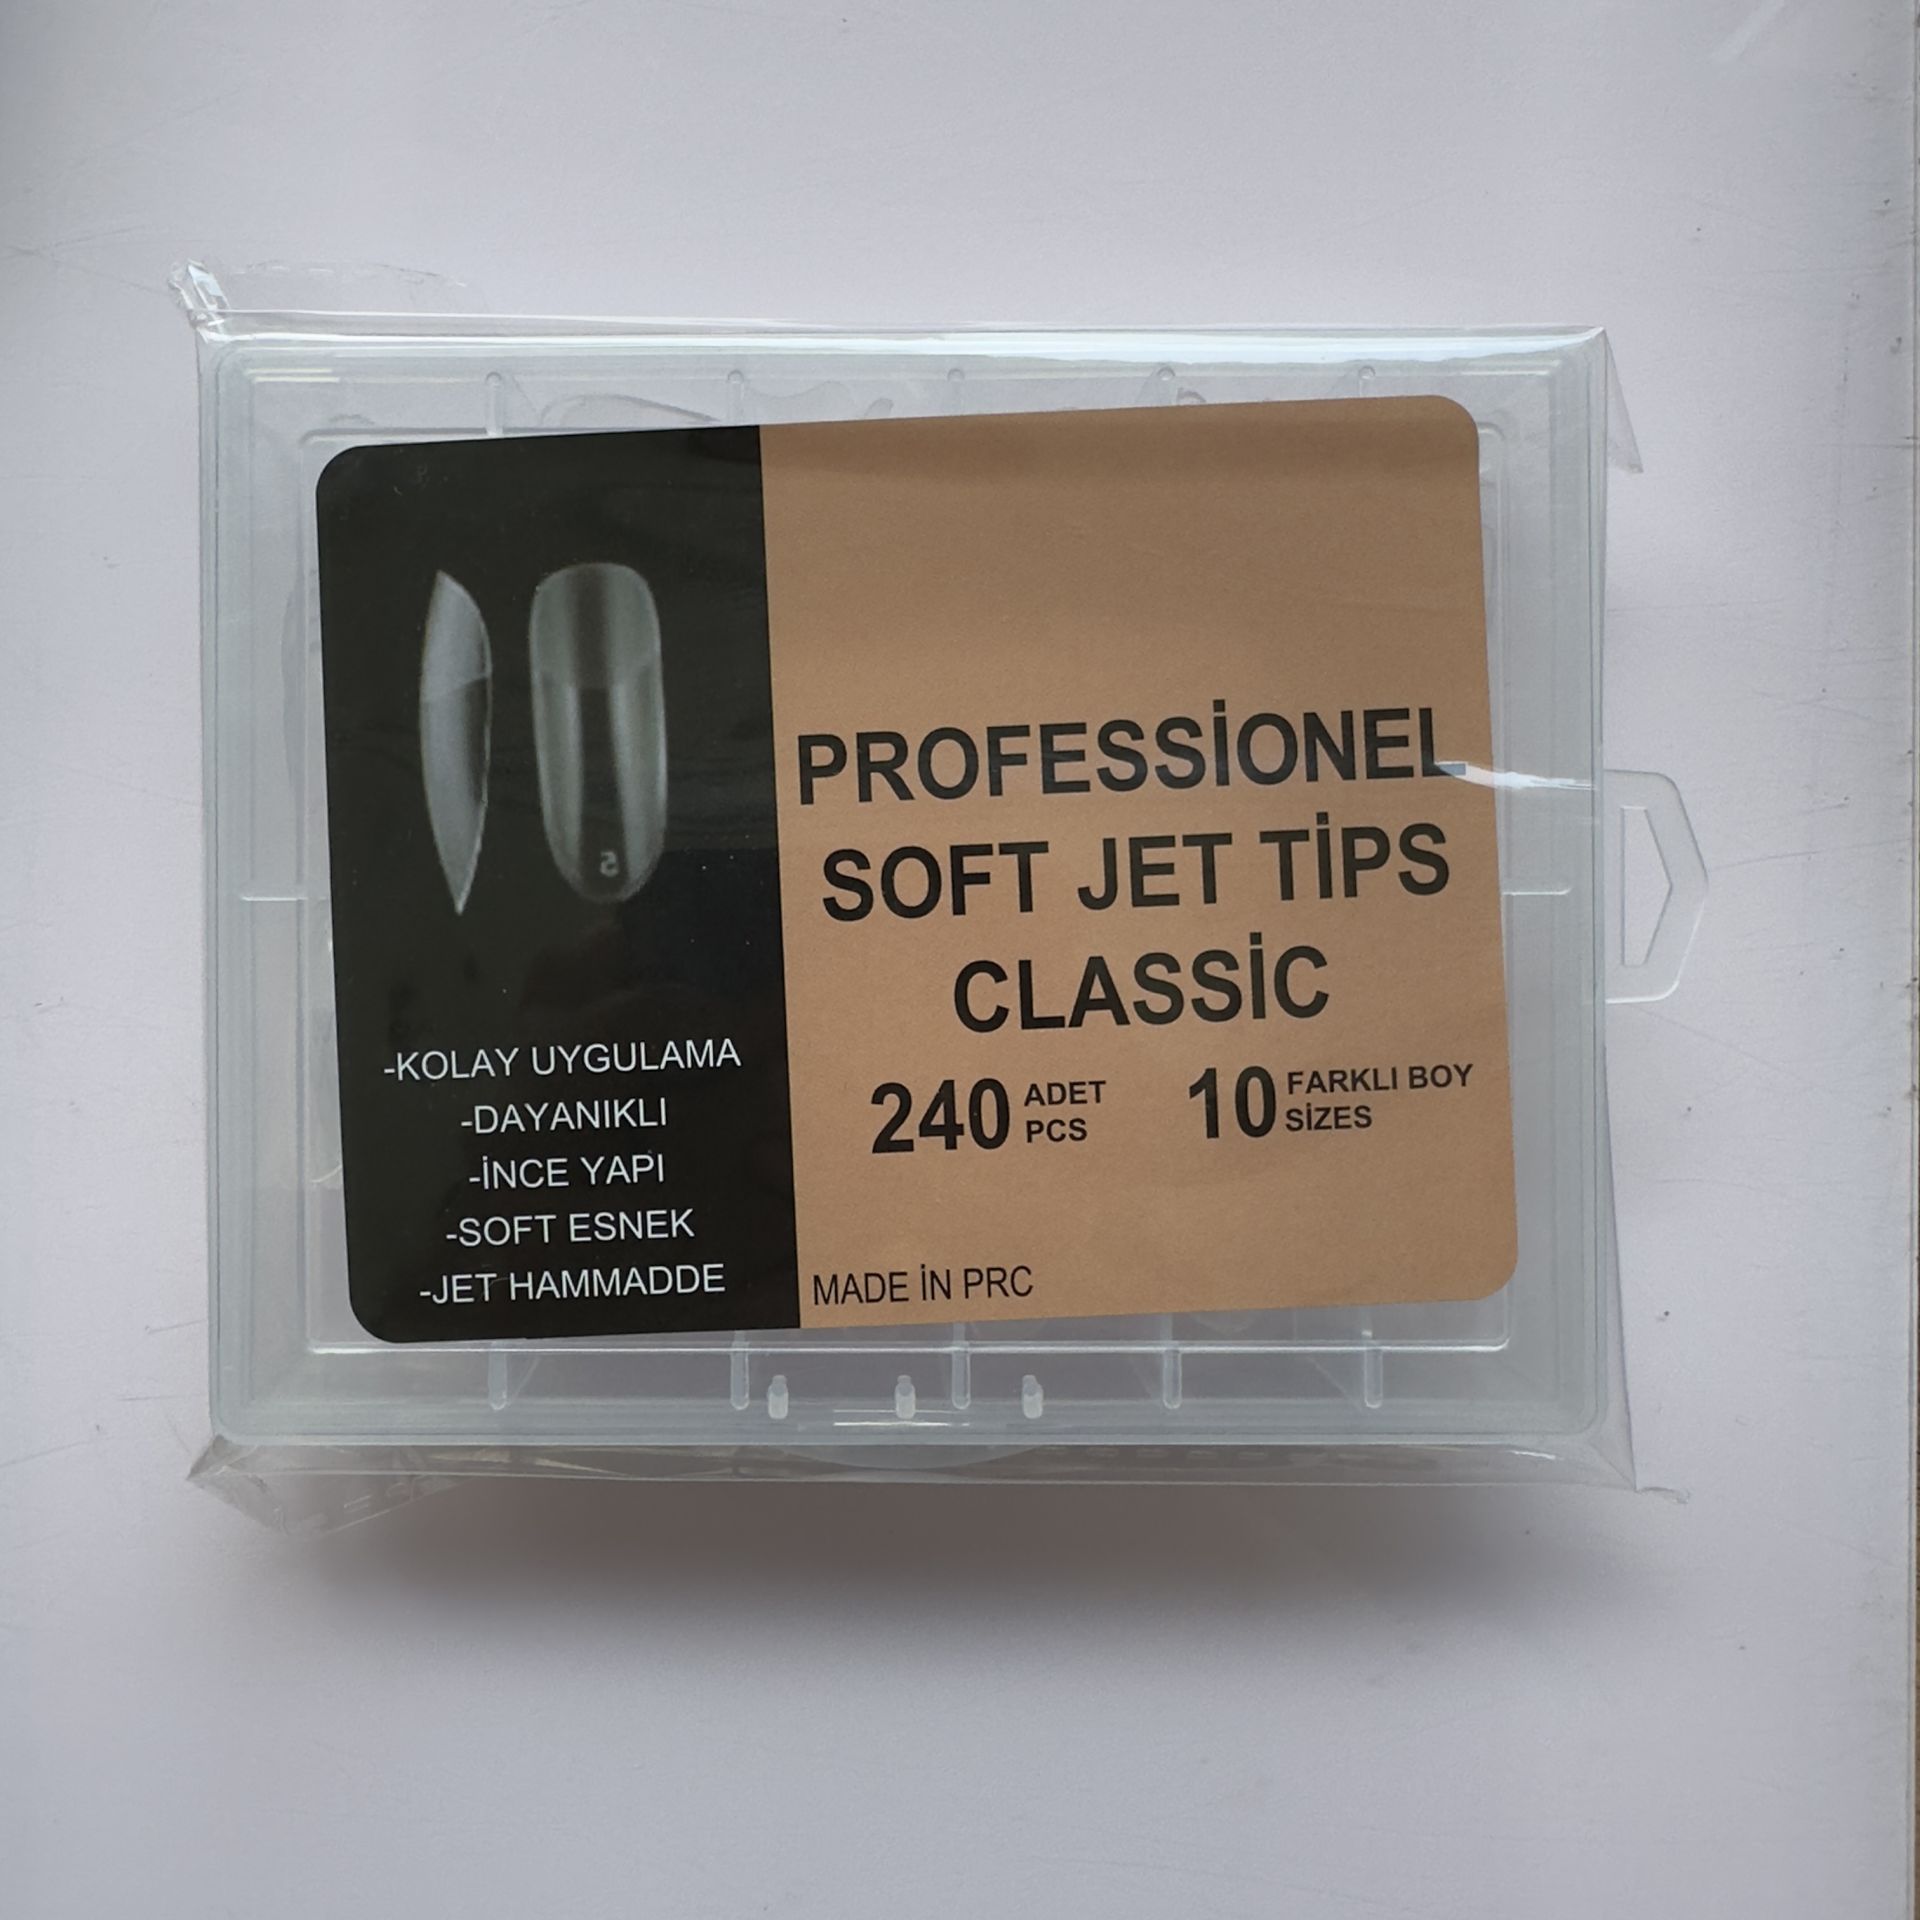 PROFESSİONEL
SOFT JET TİPS
CLASSİC
240 ADET PCS
10 FARKLI BOY SİZES
-KOLAY UYGULAMA
-DAYANIKLI
-İNCE YAPI
-SOFT ESNEK
-JET HAMMADDE
MADE İN PRC
5